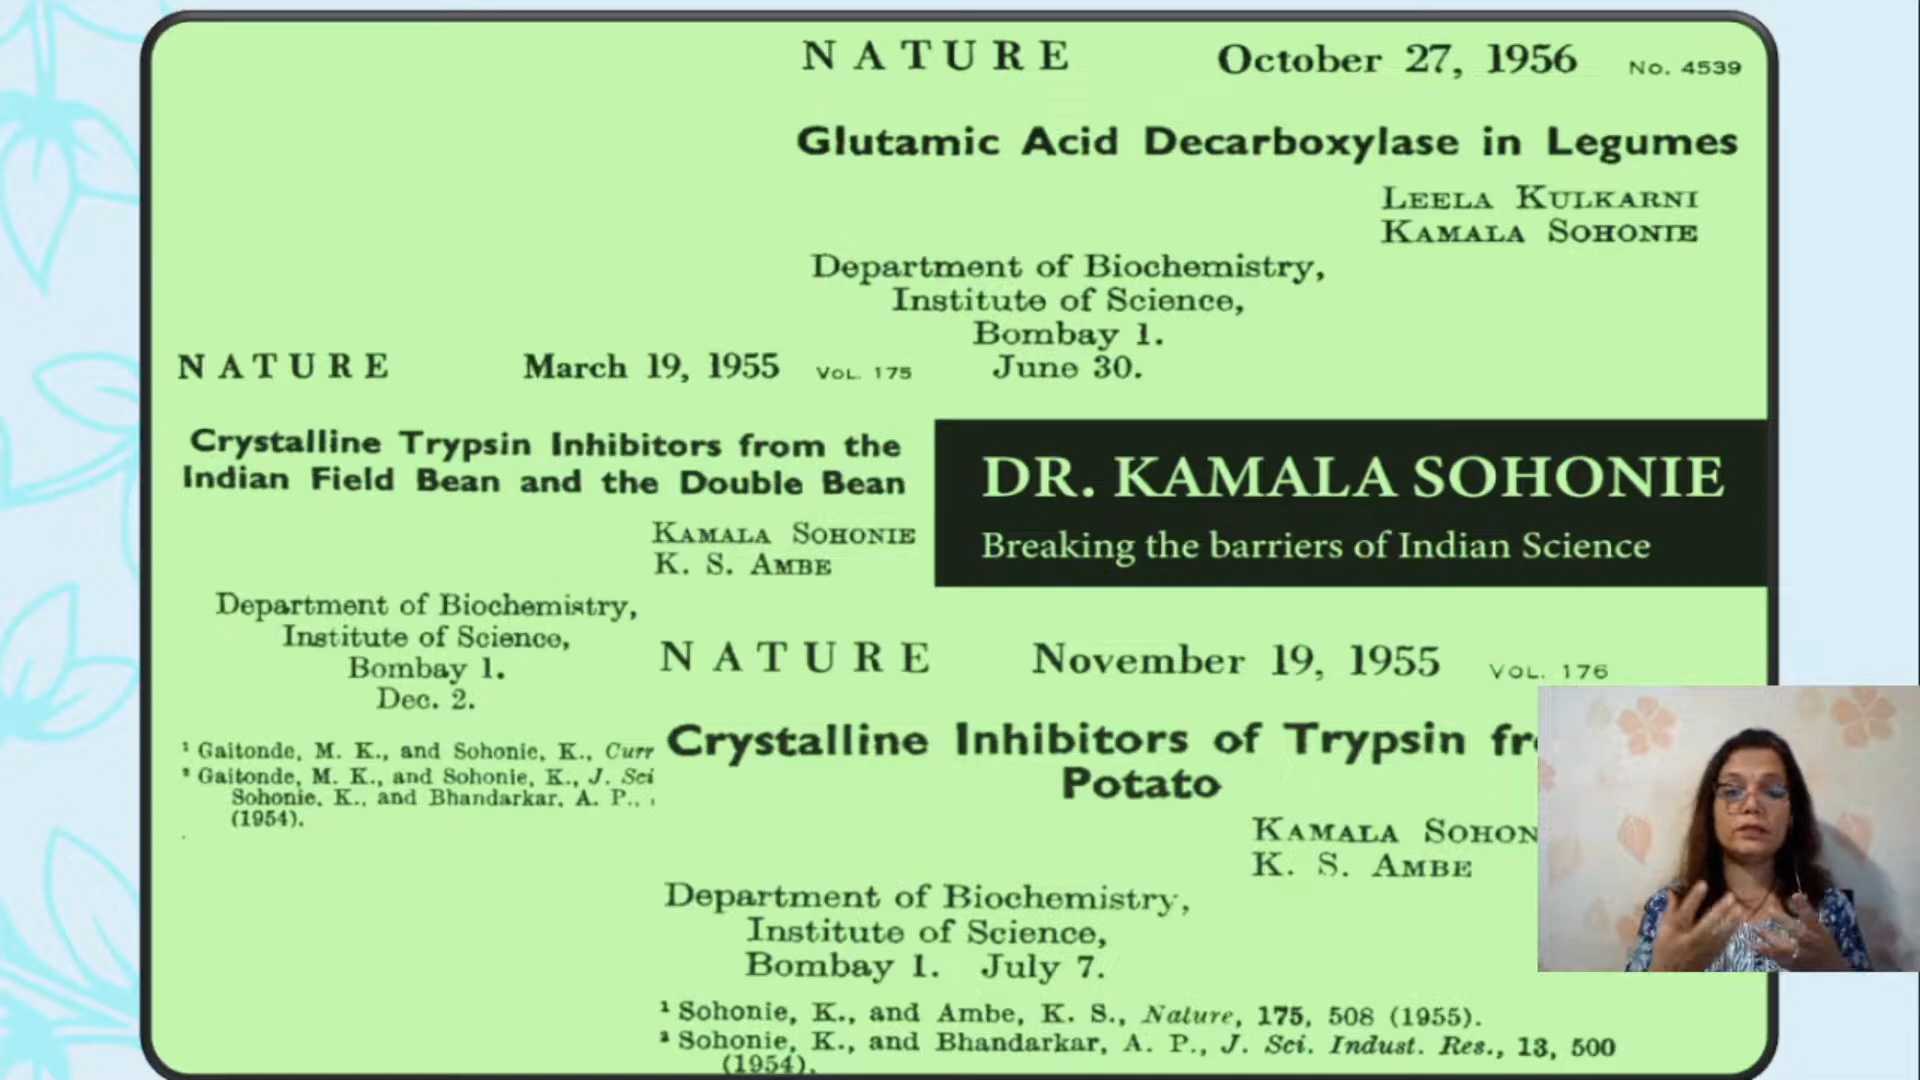 NATURE October 27, 1956 No. 4539
Glutamic Acid Decarboxylase in Legumes
LEELA KULKARNI
KAMALA SOHONIE
Department of Biochemistry,
Institute of Science,
Bombay 1.
June 30.
NATURE March 19, 1955 VOL. 175
Crystalline Trypsin Inhibitors from the
Indian Field Bean and the Double Bean
KAMALA SOHONIE
K. S. AMBE
Department of Biochemistry,
Institute of Science,
Bombay 1.
Dec. 2.
¹ Gaitonde, M. K., and Sohonie, K., Curr
² Gaitonde, M. K., and Sohonie, K., J. Sci
Sohonie, K., and Bhandarkar, A. P.,
(1954).
DR. KAMALA SOHONIE
Breaking the barriers of Indian Science
NATURE November 19, 1955 VOL. 176
Crystalline Inhibitors of Trypsin
Potato
KAMALA
K. S. AMBE
Department of Biochemistry,
Institute of Science,
Bombay 1. July 7.
¹ Sohonie, K., and Ambe, K. S., Nature, 175, 508 (1955).
² Sohonie, K., and Bhandarkar, A. P., J. Sci. Indust. Res., 13, 500
(1954).